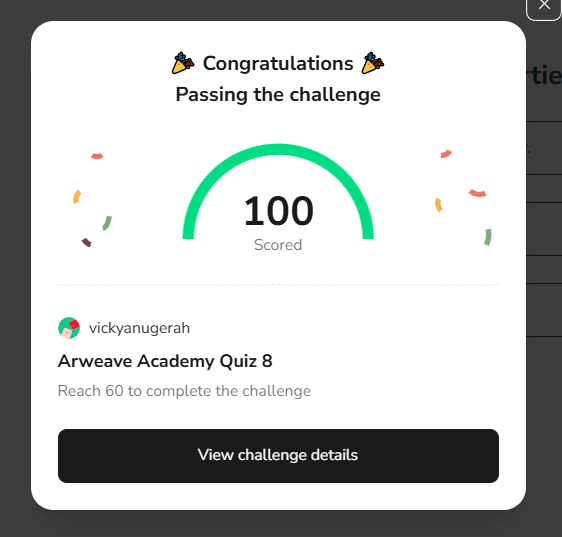 🎉 Congratulations 🎉
Passing the challenge
100
Scored
vickyanugerah
Arweave Academy Quiz 8
Reach 60 to complete the challenge
View challenge details